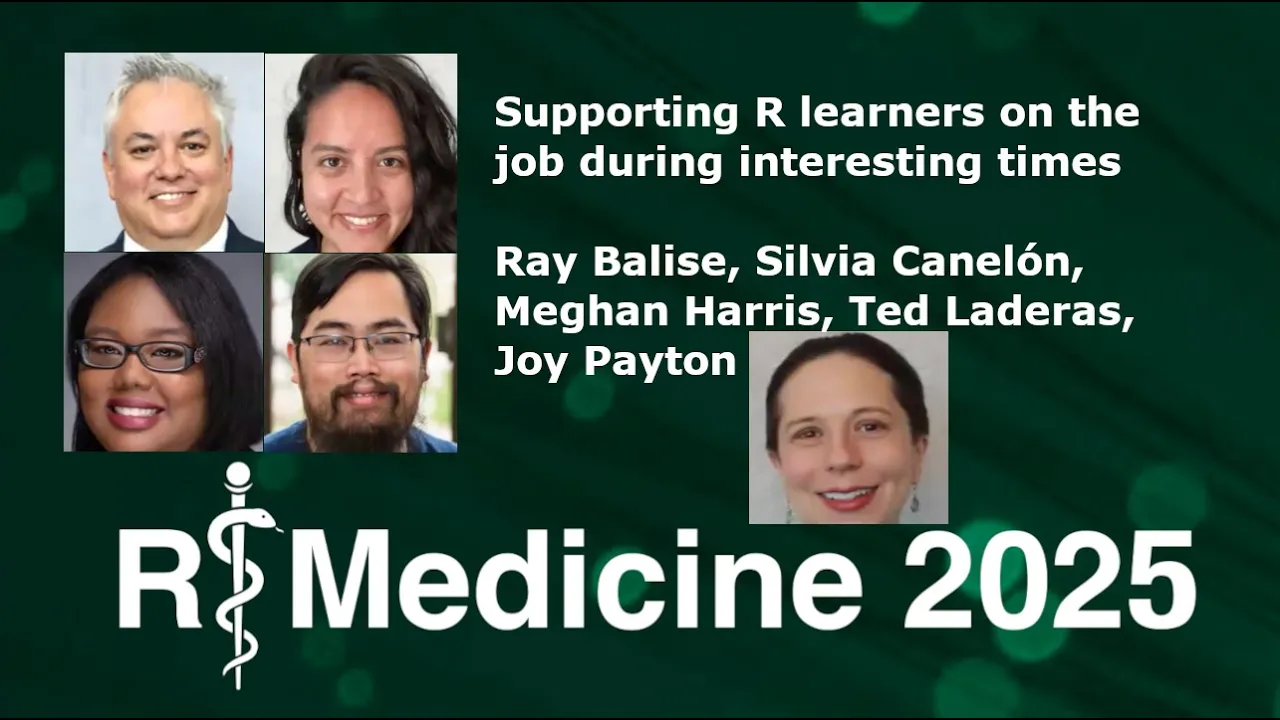 Supporting R learners on the
job during interesting times
Ray Balise, Silvia Canelón,
Meghan Harris, Ted Laderas,
Joy Payton
R Medicine 2025